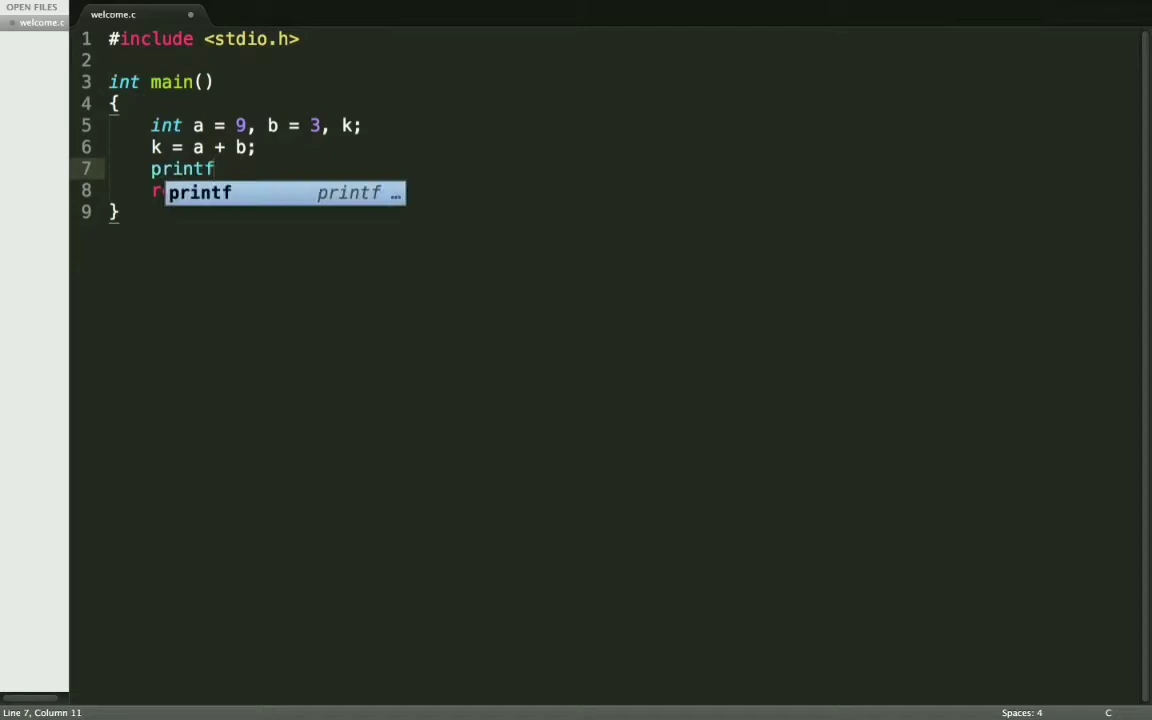 OPEN FILES
welcome.c
welcome.c
1 #include <stdio.h>
2
3 int main()
4 {
5 int a = 9, b = 3, k;
6 k = a + b;
7 printf
printf printf …
8 r
9 }
Line 7, Column 11
Spaces: 4
C